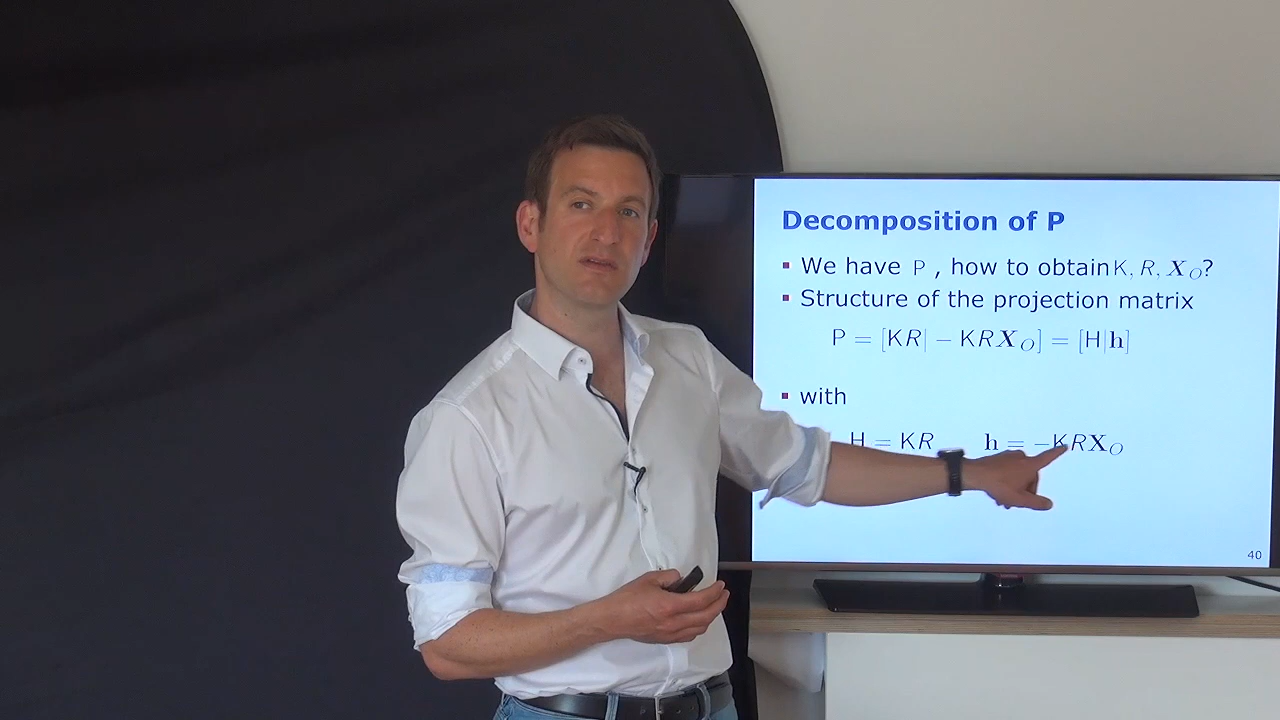 Decomposition of P
▪ We have P , how to obtain K, R, X_O?
▪ Structure of the projection matrix
P = [KR| − KRX_O] = [H|h]
▪ with
H = KR h = −KRX_O
40